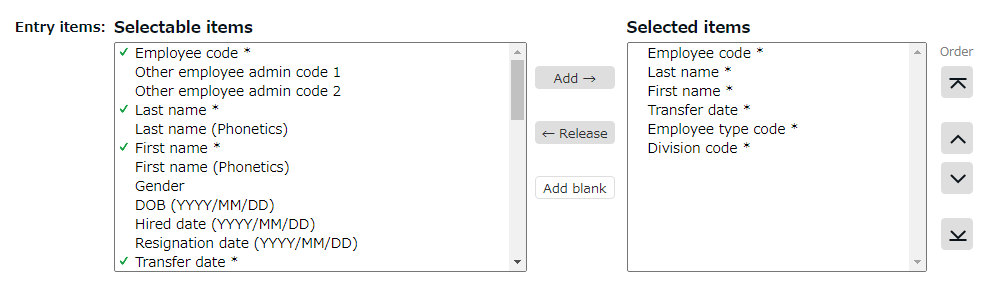 Entry items:
Selectable items
Employee code *
Other employee admin code 1
Other employee admin code 2
Last name *
Last name (Phonetics)
First name *
First name (Phonetics)
Gender
DOB (YYYY/MM/DD)
Hired date (YYYY/MM/DD)
Resignation date (YYYY/MM/DD)
Transfer date *
Add →
← Release
Add blank
Selected items
Employee code *
Last name *
First name *
Transfer date *
Employee type code *
Division code *
Order